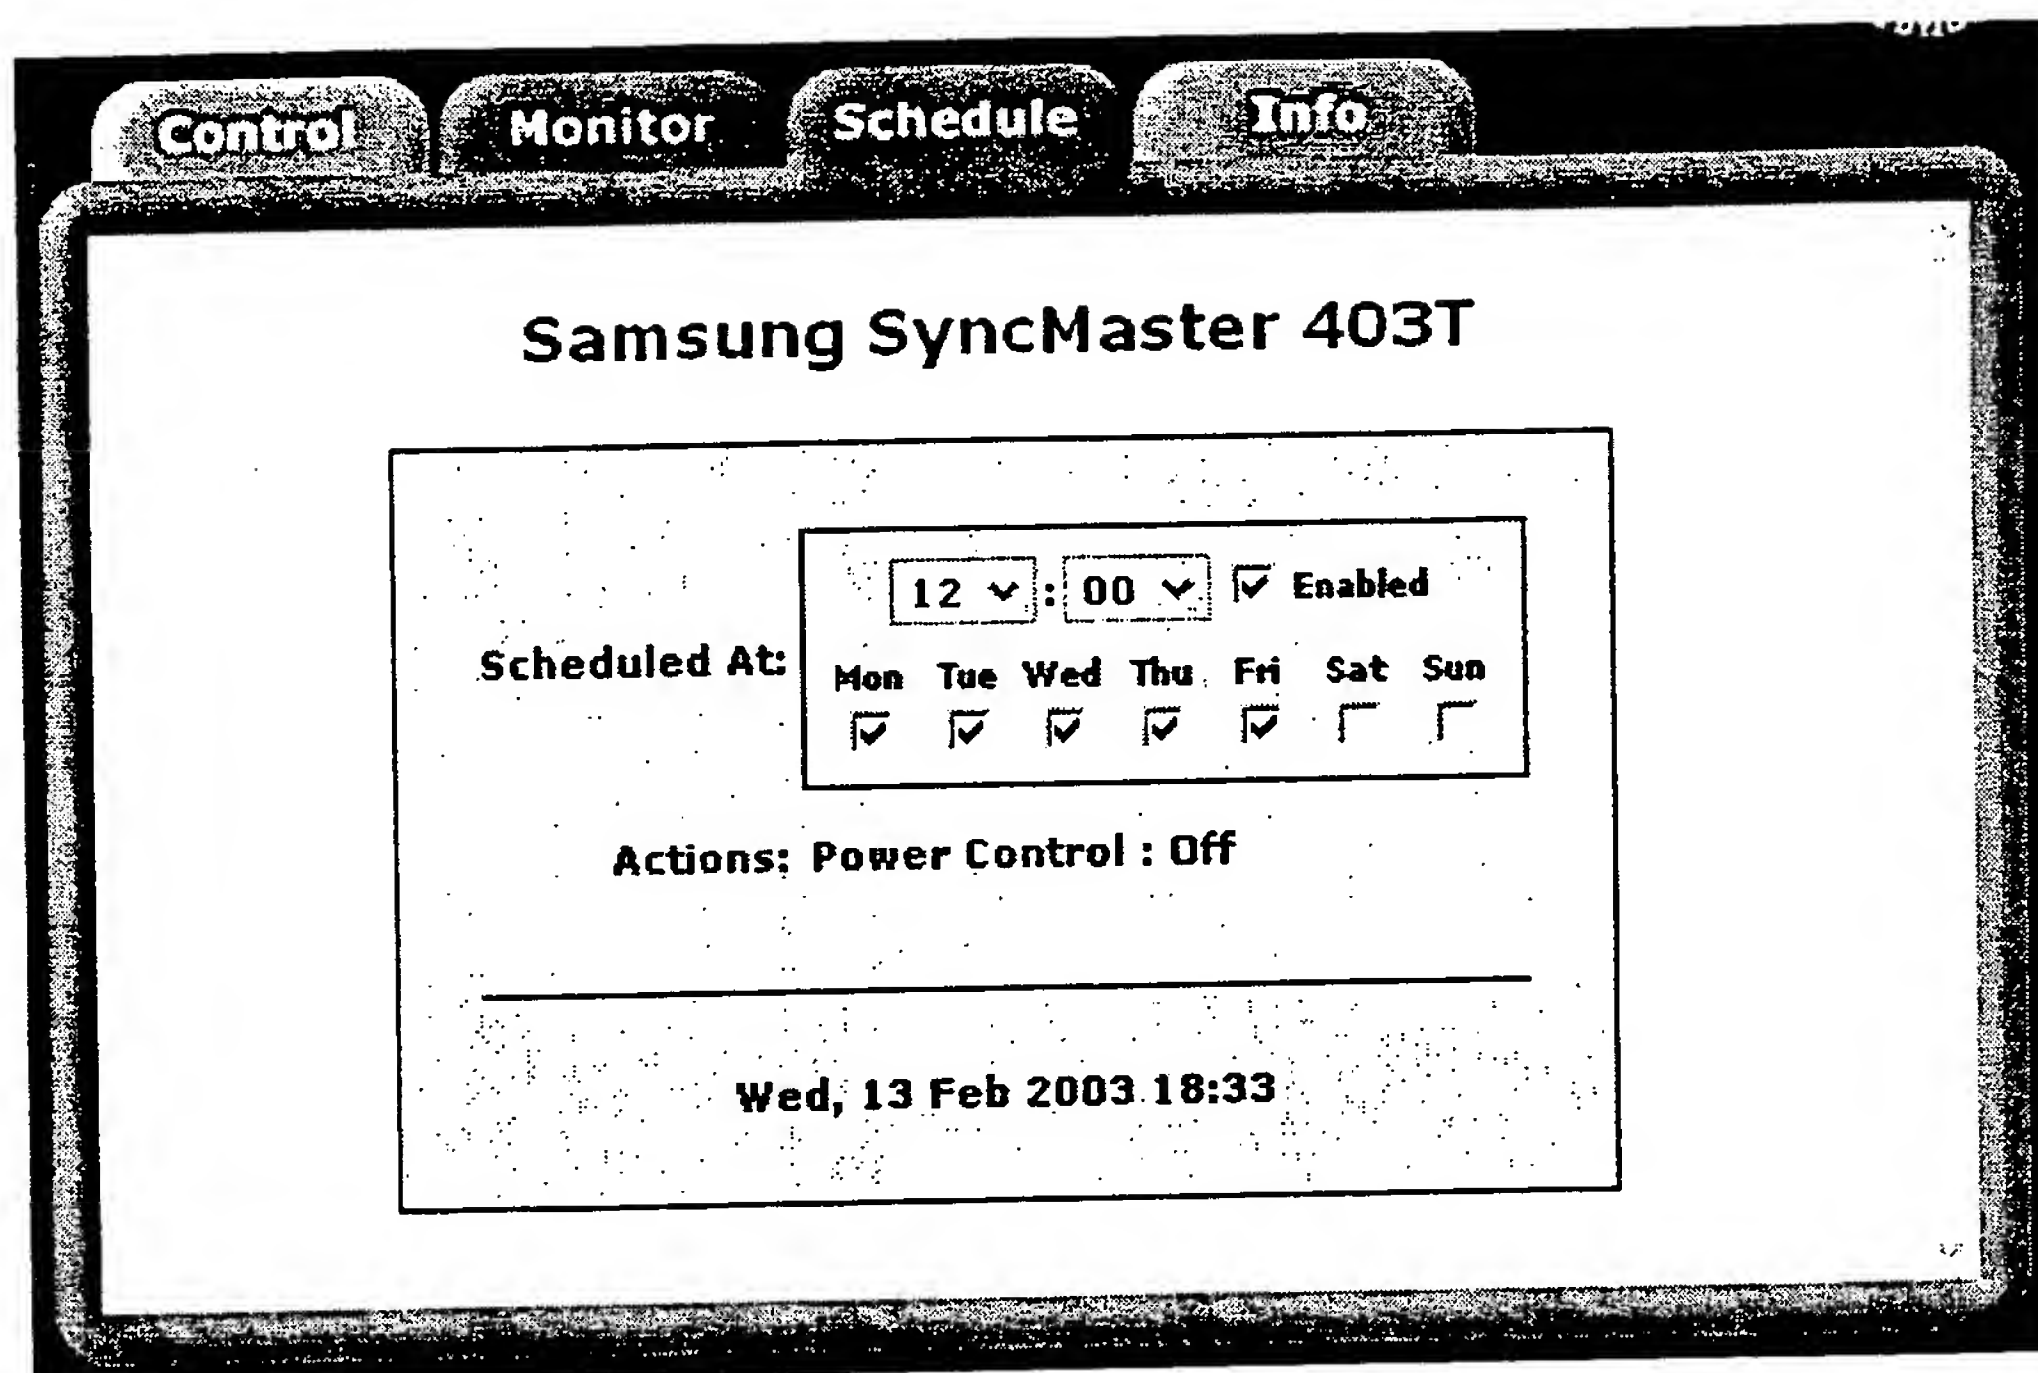 Control Monitor Schedule Info
Samsung SyncMaster 403T
12 : 00 Enabled
Scheduled At:
Mon Tue Wed Thu Fri Sat Sun
Actions: Power Control : Off
Wed, 13 Feb 2003 18:33